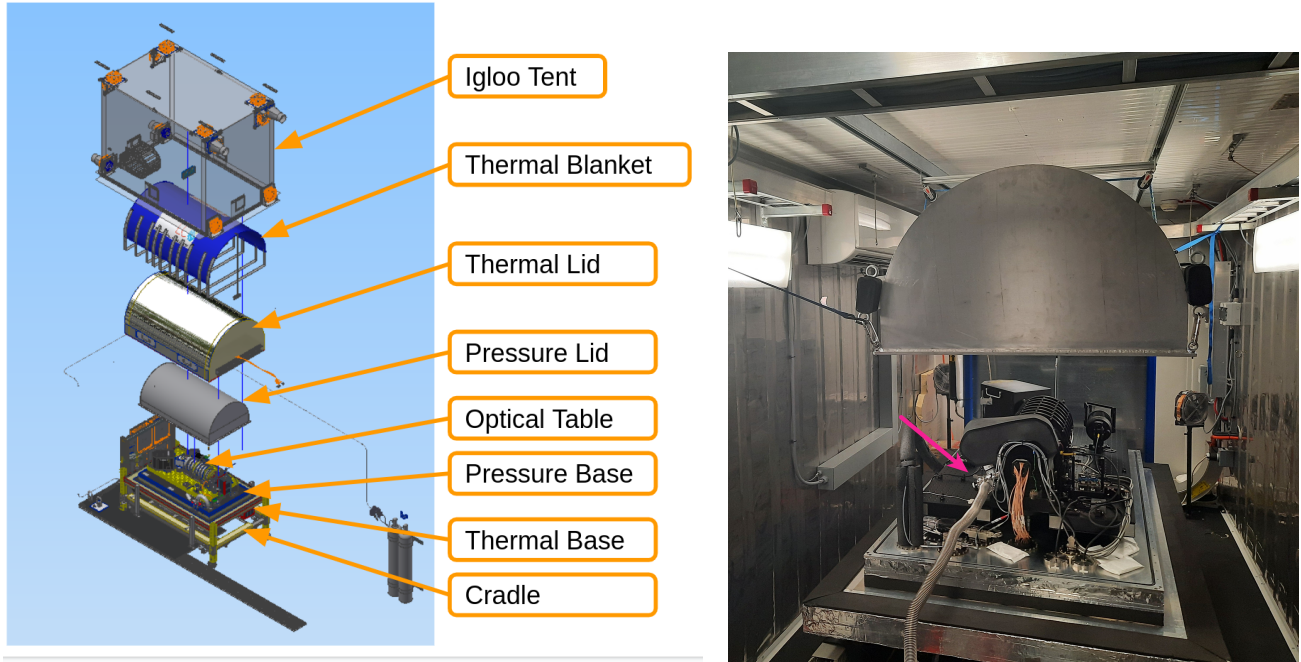 Igloo Tent
Thermal Blanket
Thermal Lid
Pressure Lid
Optical Table
Pressure Base
Thermal Base
Cradle